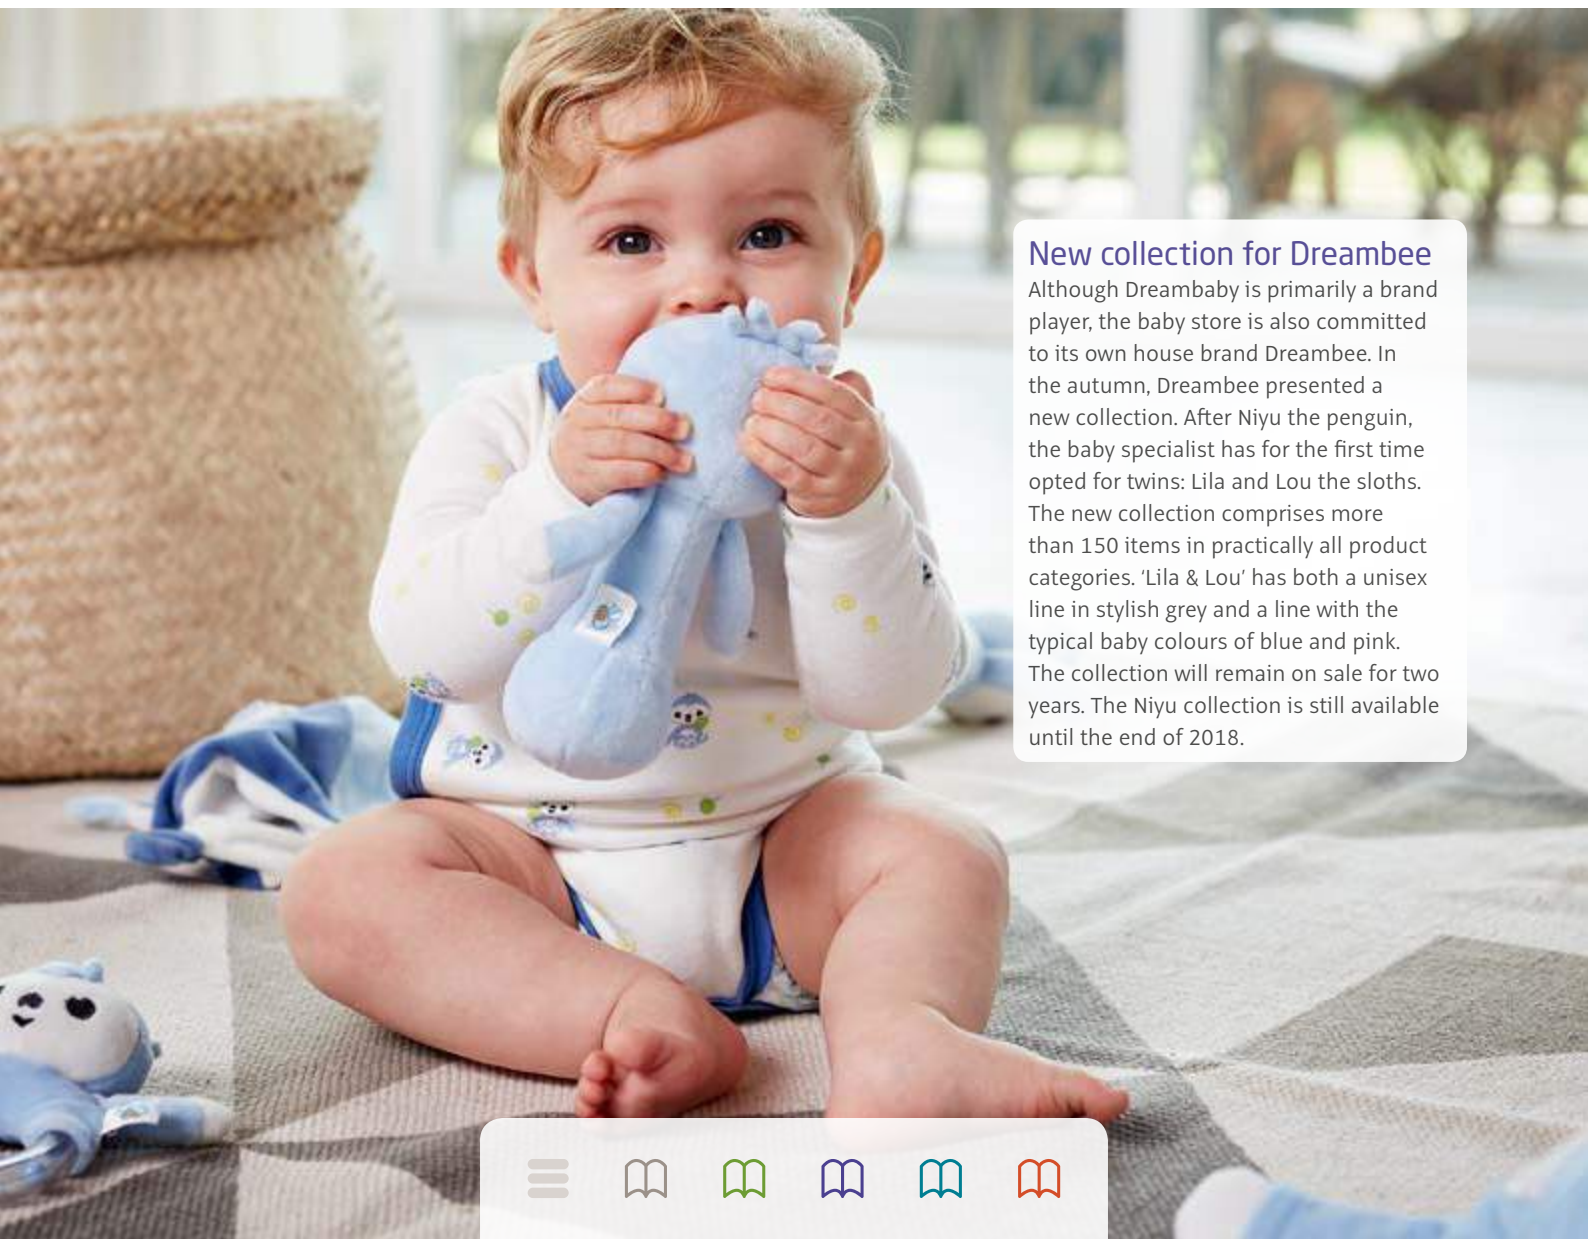 New collection for Dreambee
Although Dreambaby is primarily a brand
player, the baby store is also committed
to its own house brand Dreambee. In
the autumn, Dreambee presented a
new collection. After Niyu the penguin,
the baby specialist has for the first time
opted for twins: Lila and Lou the sloths.
The new collection comprises more
than 150 items in practically all product
categories. ‘Lila & Lou’ has both a unisex
line in stylish grey and a line with the
typical baby colours of blue and pink.
The collection will remain on sale for two
years. The Niyu collection is still available
until the end of 2018.